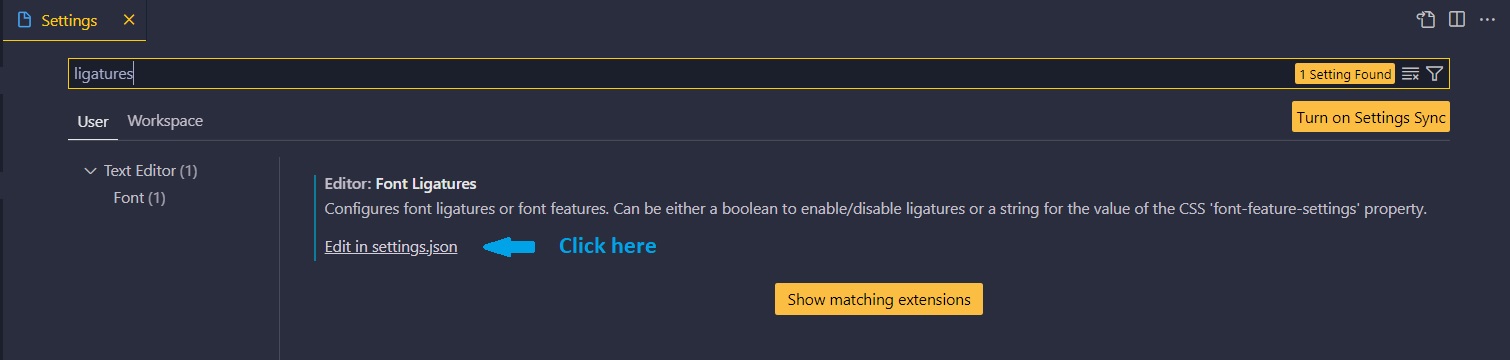 Settings
ligatures
1 Setting Found
User
Workspace
Turn on Settings Sync
Text Editor (1)
Font (1)
Editor: Font Ligatures
Configures font ligatures or font features. Can be either a boolean to enable/disable ligatures or a string for the value of the CSS 'font-feature-settings' property.
Edit in settings.json
Click here
Show matching extensions